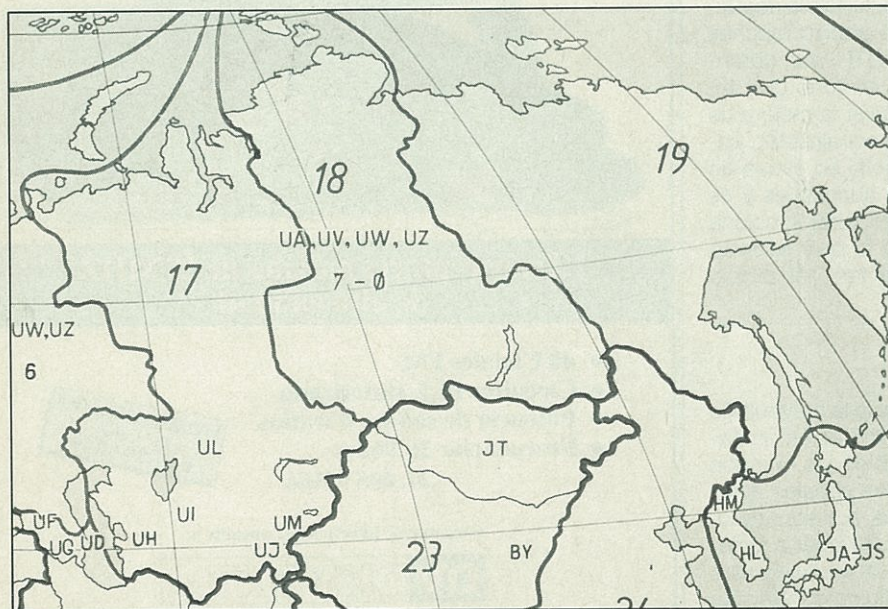 19
18
UA, UV, UW, UZ
7 - Ø
17
UW, UZ
6
UL
JT
UF
UG
UD
UH
UI
UM
UJ
23
BY
HM
HL
JA-JS